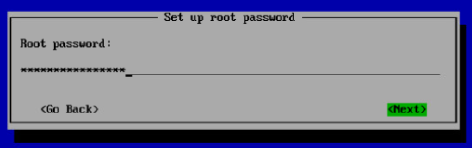 Set up root password
Root password:
****************_
<Go Back>
<Next>